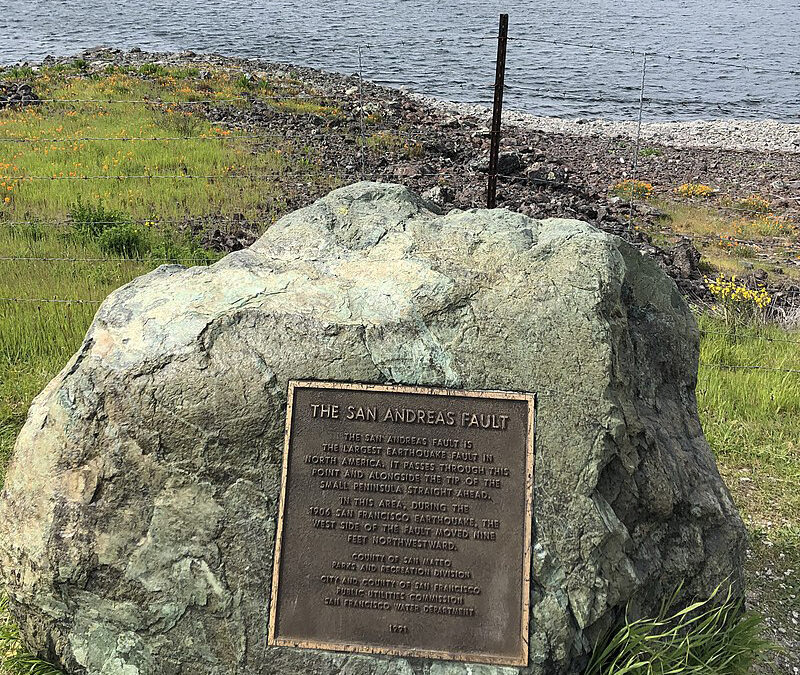 THE SAN ANDREAS FAULT
THE SAN ANDREAS FAULT IS
THE LARGEST EARTHQUAKE FAULT IN
NORTH AMERICA. IT PASSES THROUGH THIS
POINT AND ALONGSIDE THE TIP OF THE
SMALL PENINSULA STRAIGHT AHEAD.
IN THIS AREA, DURING THE
1906 SAN FRANCISCO EARTHQUAKE, THE
WEST SIDE OF THE FAULT MOVED NINE
FEET NORTHWESTWARD.
COUNTY OF SAN MATEO
PARKS AND RECREATION DIVISION
CITY AND COUNTY OF SAN FRANCISCO
PUBLIC UTILITIES COMMISSION
SAN FRANCISCO WATER DEPARTMENT
1991